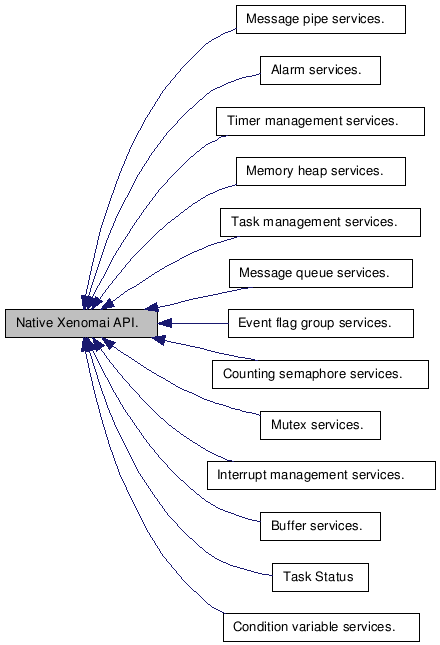 Message pipe services.
Alarm services.
Timer management services.
Memory heap services.
Task management services.
Message queue services.
Native Xenomai API.
Event flag group services.
Counting semaphore services.
Mutex services.
Interrupt management services.
Buffer services.
Task Status
Condition variable services.